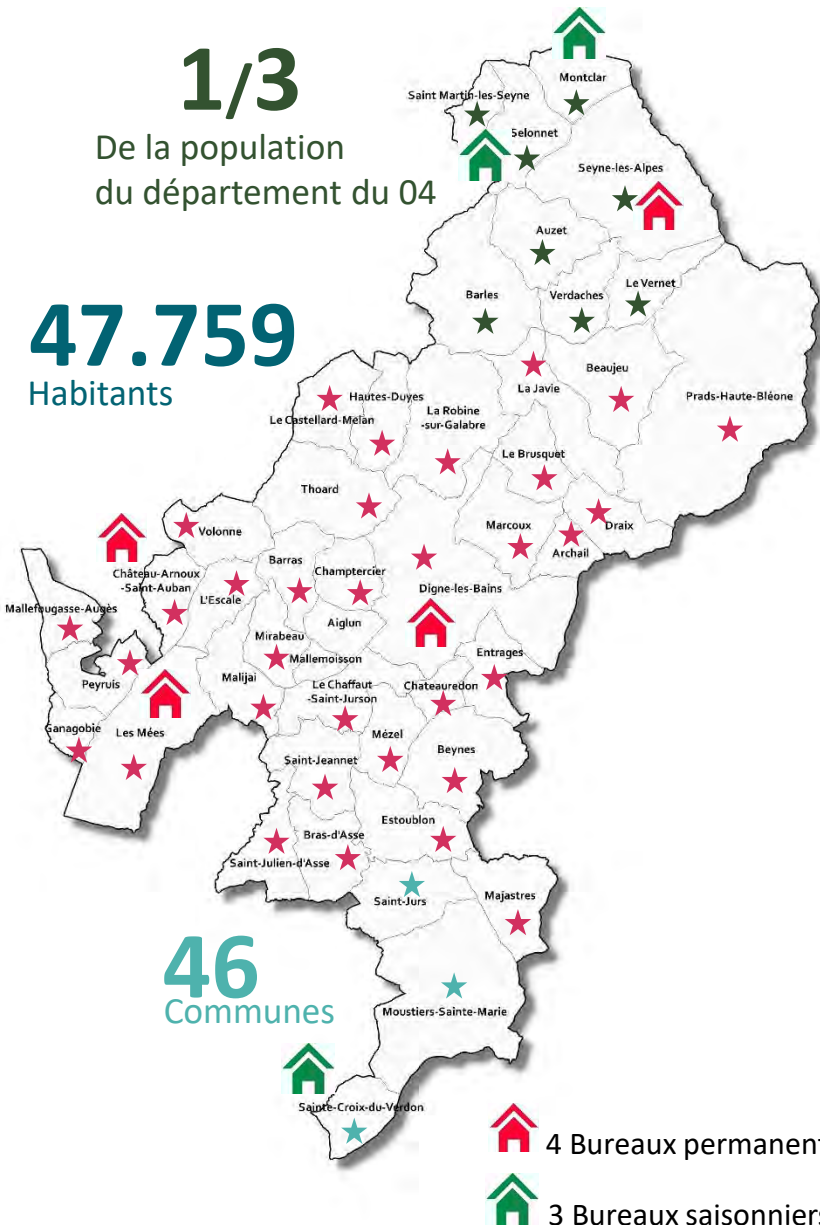 1/3
De la population
du département du 04
47.759
Habitants
Montclar
Saint Martin-les-Seyne
Selonnet
Seyne-les-Alpes
Auzet
Le Vernet
Barles
Verdaches
Beaujeu
La Javie
Prads-Haute-Bléone
Hautes-Duyes
Le Castellard-Melan
La Robine
-sur-Galabre
Le Brusquet
Thoard
Marcoux
Draix
Archail
Volonne
Barras
Champtercier
Château-Arnoux
-Saint-Auban
L'Escale
Digne-les-Bains
Mallefougasse-Augès
Aiglun
Mirabeau
Mallemoisson
Entrages
Peyruis
Malijai
Le Chaffaut
-Saint-Jurson
Chateauredon
Ganagobie
Les Mées
Mézel
Beynes
Saint-Jeannet
Estoublon
Bras-d'Asse
Saint-Julien-d'Asse
Saint-Jurs
Majastres
46
Communes
Moustiers-Sainte-Marie
Sainte-Croix-du-Verdon
4 Bureaux permanent
3 Bureaux saisonniers